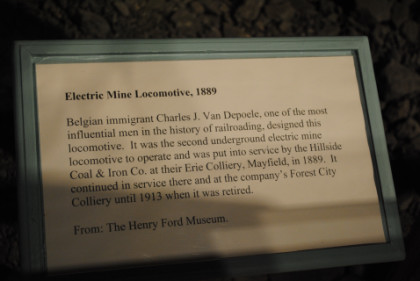 Electric Mine Locomotive, 1889
Belgian immigrant Charles J. Van Depoele, one of the most
influential men in the history of railroading, designed this
locomotive. It was the second underground electric mine
locomotive to operate and was put into service by the Hillside
Coal & Iron Co. at their Erie Colliery, Mayfield, in 1889. It
continued in service there and at the company's Forest City
Colliery until 1913 when it was retired.
From: The Henry Ford Museum.